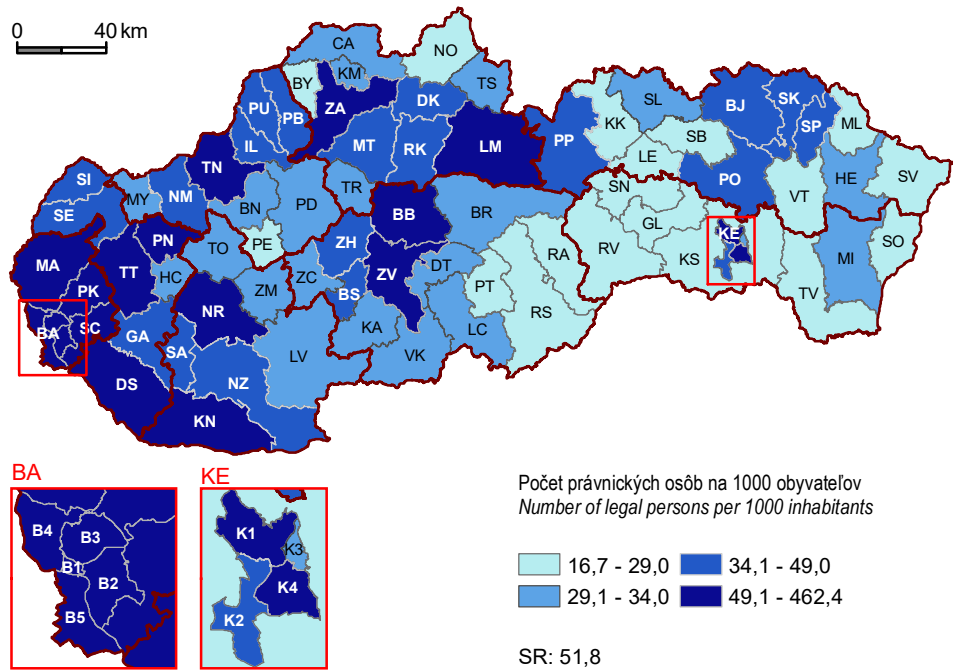 0 40 km
CA NO
BY KM TS
PU PB ZA DK SL BJ SK SP ML
IL MT RK LM PP KK SB
TN LE PO HE SV
SI MY NM BN PD TR SN VT
SE BB BR GL KE SO
PN TO PE ZH RV KS MI
MA TT HC ZC ZV DT RA TV
PK ZM BS PT
BA SC GA NR KA LC RS
SA LV VK
DS NZ
KN
BA KE
B4 B3 B1 B2 B5
K1 K3 K4 K2
Počet právnických osôb na 1000 obyvateľov
Number of legal persons per 1000 inhabitants
16,7 - 29,0 34,1 - 49,0
29,1 - 34,0 49,1 - 462,4
SR: 51,8